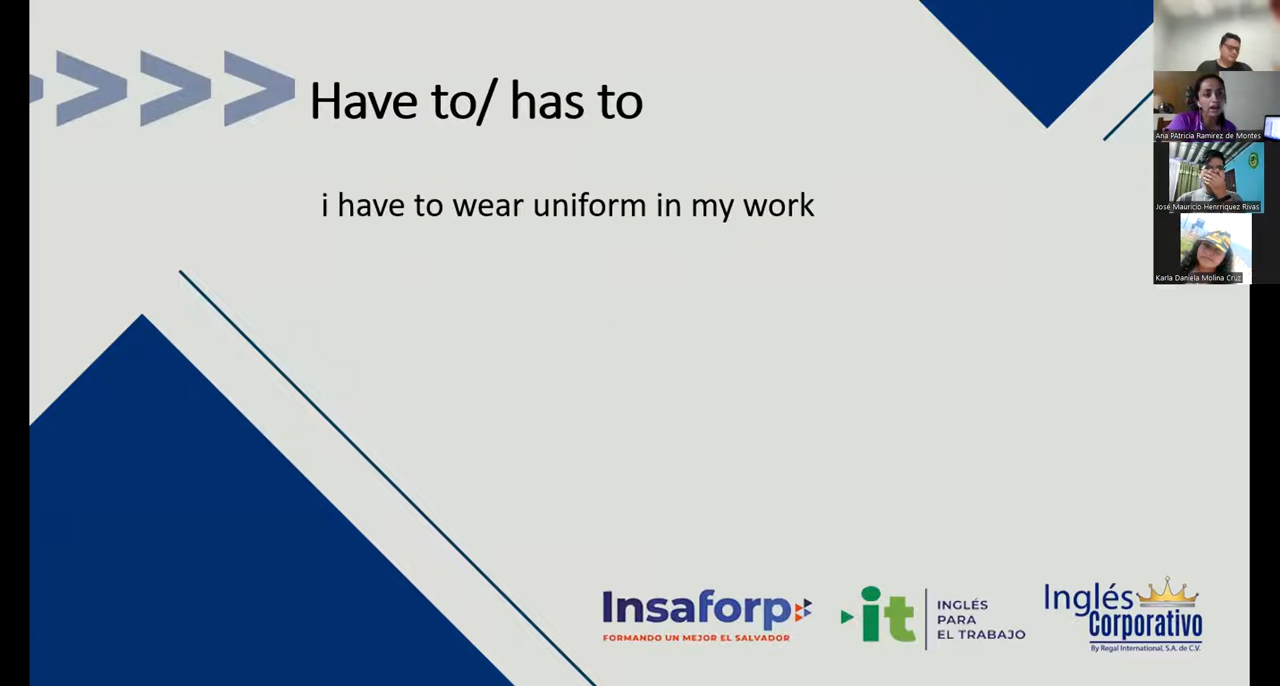 Have to/ has to
i have to wear uniform in my work
Ana PAtricia Ramirez de Montes
José Mauricio Henrriquez Rivas
Karla Daniela Molina Cruz
Insaforp
FORMANDO UN MEJOR EL SALVADOR
it
INGLÉS
PARA
EL TRABAJO
Inglés
Corporativo
By Regal International, S.A. de C.V.